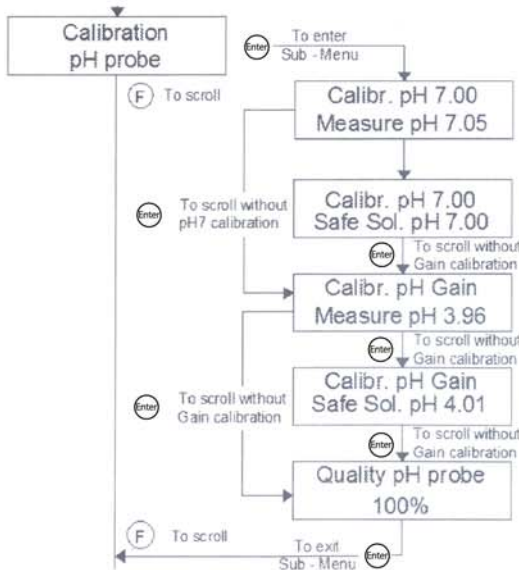 Calibration
pH probe
Enter
To enter
Sub - Menu
F
To scroll
Calibr. pH 7.00
Measure pH 7.05
Enter
To scroll without
pH7 calibration
Calibr. pH 7.00
Safe Sol. pH 7.00
Enter
To scroll without
Gain calibration
Calibr. pH Gain
Measure pH 3.96
Enter
To scroll without
Gain calibration
Enter
To scroll without
Gain calibration
Calibr. pH Gain
Safe Sol. pH 4.01
Enter
To scroll without
Gain calibration
Quality pH probe
100%
F
To scroll
To exit
Sub - Menu
Enter